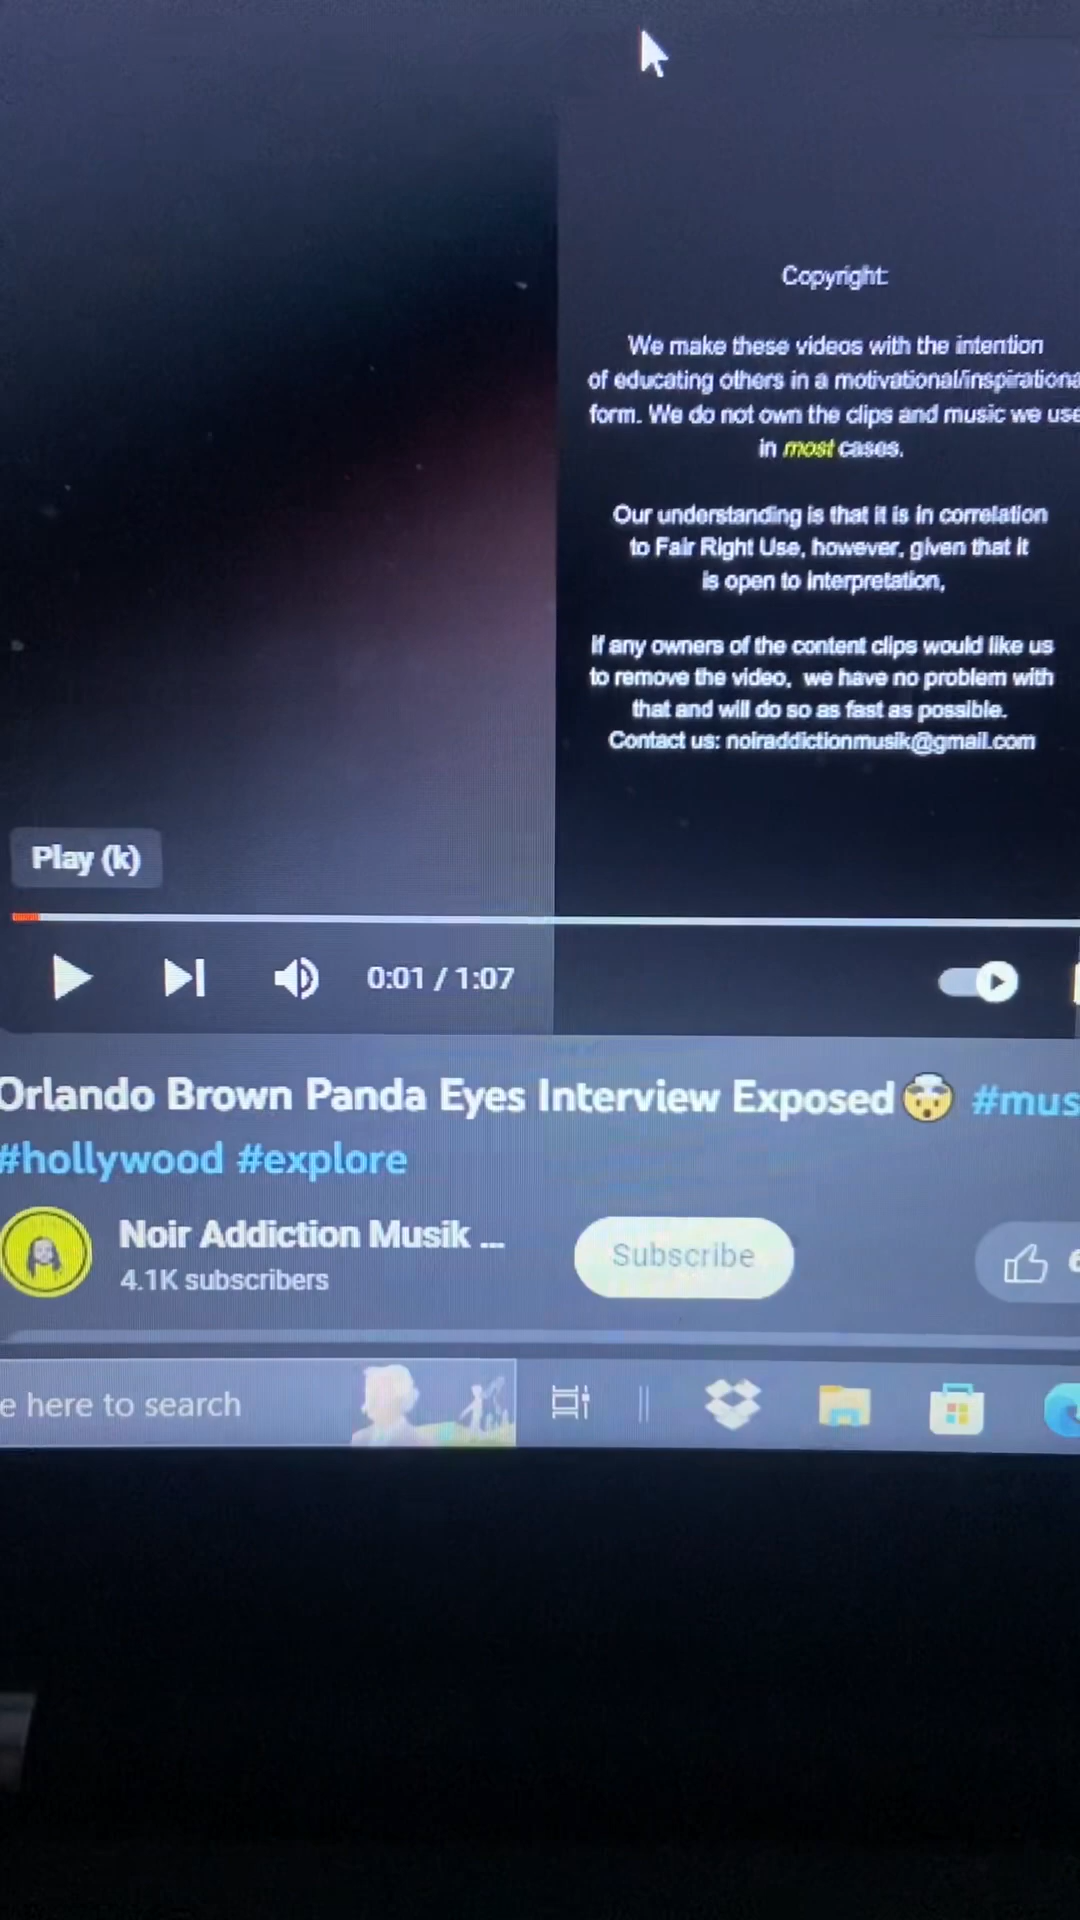 Copyright:
We make these videos with the intention
of educating others in a motivational/inspirationa
form. We do not own the clips and music we use
in most cases.
Our understanding is that it is in correlation
to Fair Right Use, however, given that it
is open to interpretation,
If any owners of the content clips would like us
to remove the video, we have no problem with
that and will do so as fast as possible.
Contact us: noiraddictionmusik@gmail.com
Play (k)
0:01 / 1:07
Orlando Brown Panda Eyes Interview Exposed🤯 #mus
#hollywood #explore
Noir Addiction Musik ...
Subscribe
4.1K subscribers
e here to search